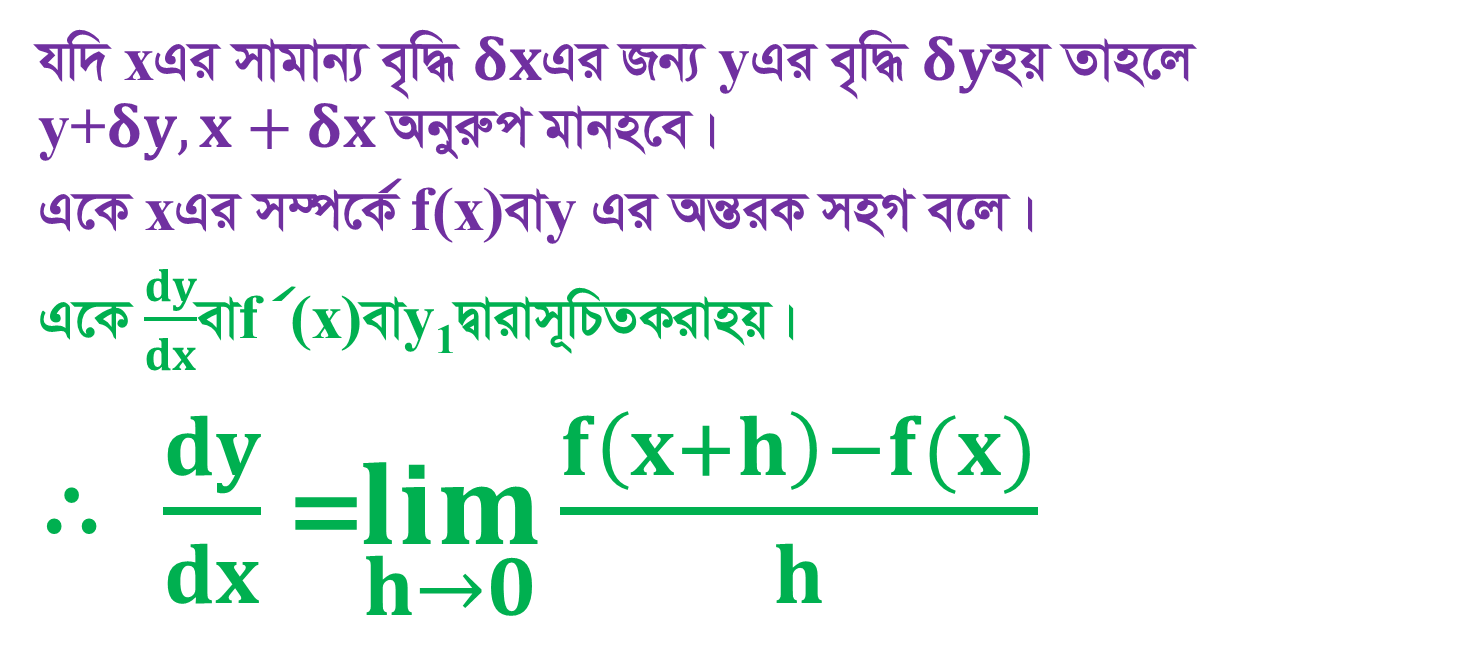 যদি xএর সামান্য বৃদ্ধি δxএর জন্য yএর বৃদ্ধি δyহয় তাহলে
y+δy, x + δx অনুরুপ মানহবে।
একে xএর সম্পর্কে f(x)বাy এর অন্তরক সহগ বলে।
একে dy/dx বাf ′(x)বাy₁দ্বারাসূচিতকরাহয়।
∴ dy/dx =lim h→0 (f(x+h)−f(x))/h